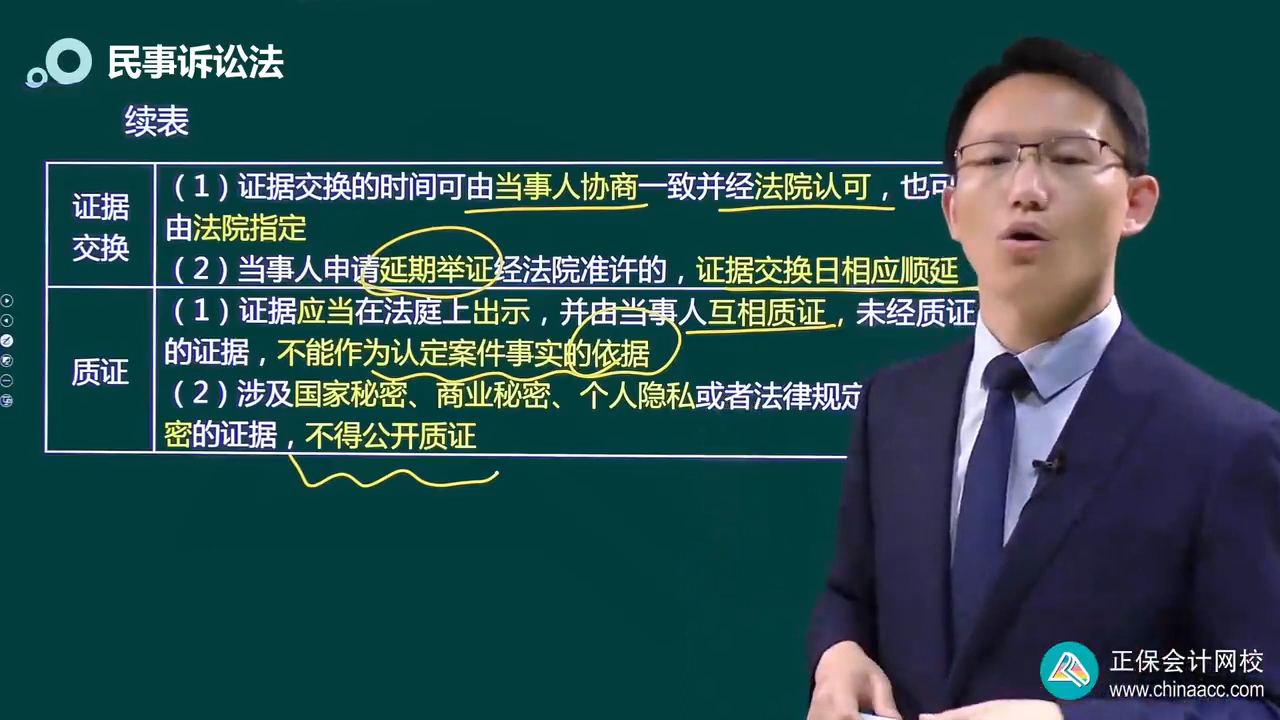 民事诉讼法
续表
证据
交换
（1）证据交换的时间可由当事人协商一致并经法院认可，也可
由法院指定
（2）当事人申请延期举证经法院准许的，证据交换日相应顺延
质证
（1）证据应当在法庭上出示，并由当事人互相质证，未经质证
的证据，不能作为认定案件事实的依据
（2）涉及国家秘密、商业秘密、个人隐私或者法律规定
密的证据，不得公开质证
正保会计网校
www.chinaacc.com